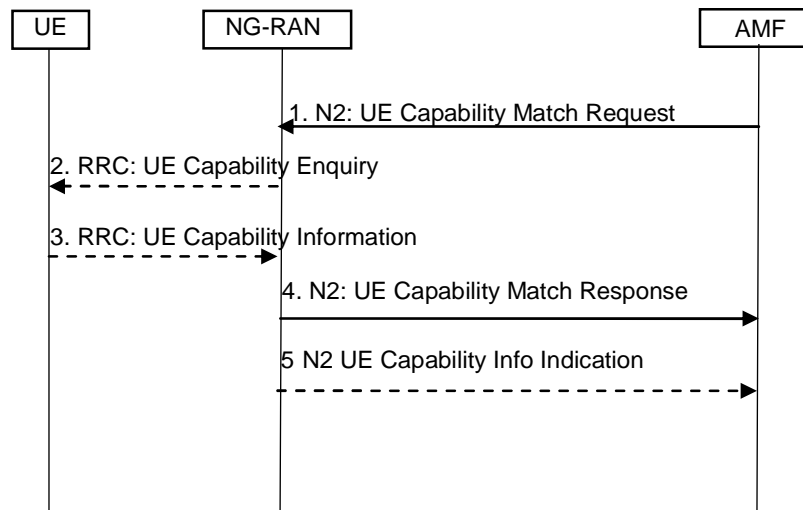 UE
NG-RAN
AMF
1. N2: UE Capability Match Request
2. RRC: UE Capability Enquiry
3. RRC: UE Capability Information
4. N2: UE Capability Match Response
5 N2 UE Capability Info Indication